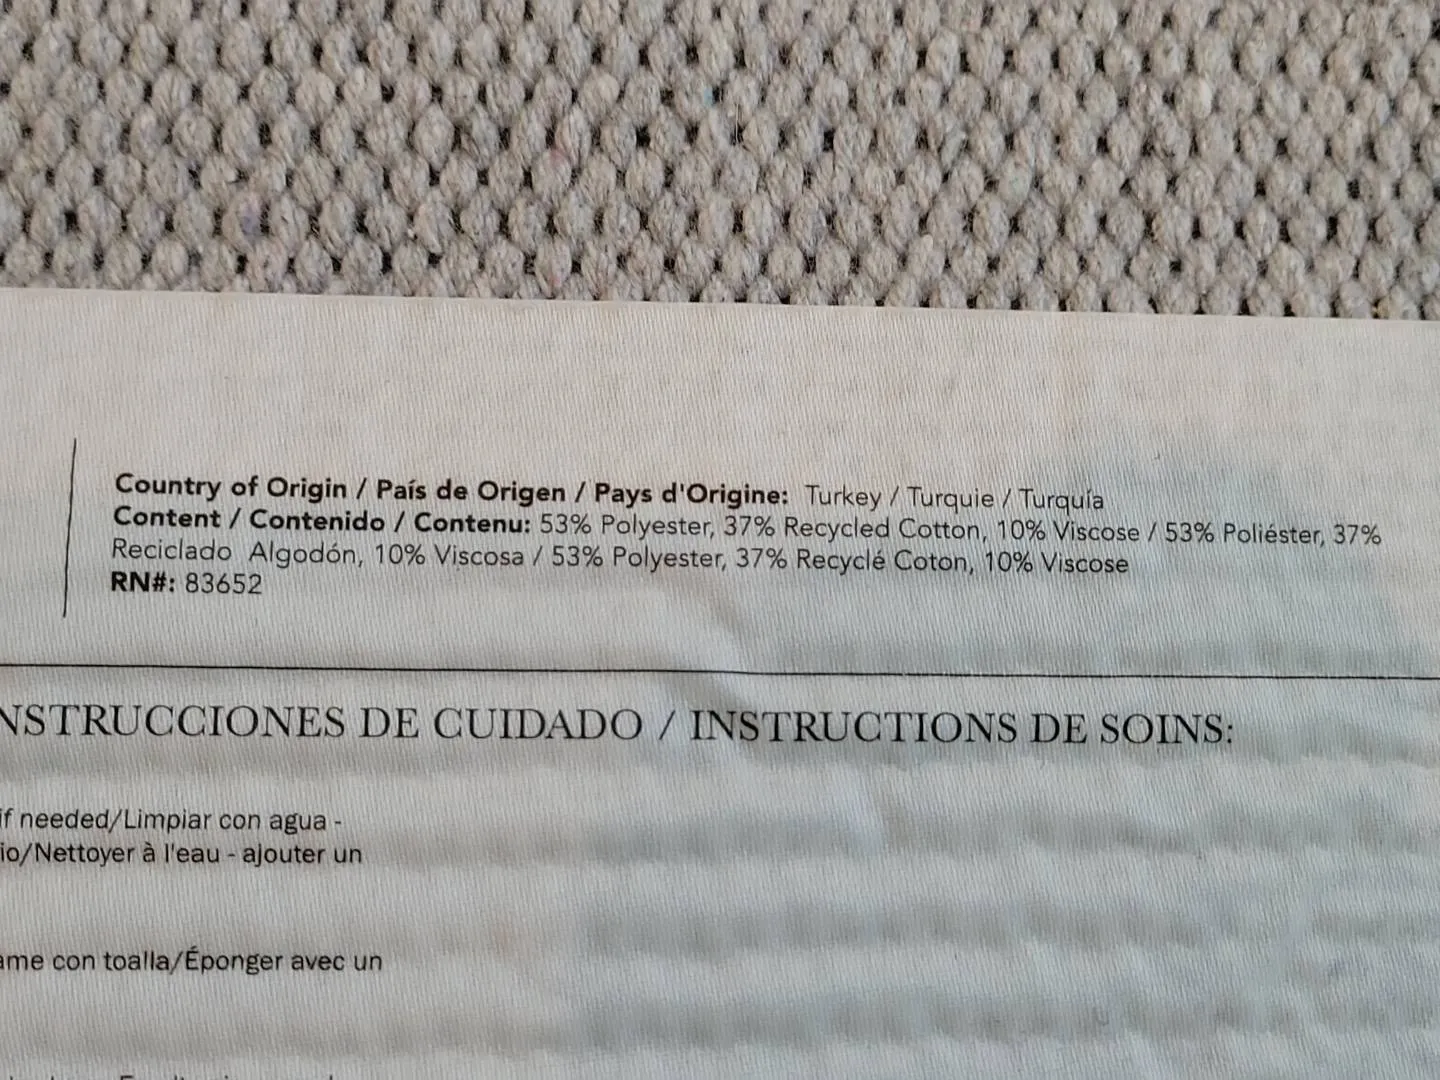 Country of Origin / País de Origen / Pays d'Origine: Turkey / Turquie / Turquía
Content / Contenido / Contenu: 53% Polyester, 37% Recycled Cotton, 10% Viscose / 53% Poliéster, 37%
Reciclado Algodón, 10% Viscosa / 53% Polyester, 37% Recyclé Coton, 10% Viscose
RN#: 83652
NSTRUCCIONES DE CUIDADO / INSTRUCTIONS DE SOINS:
if needed/Limpiar con agua -
io/Nettoyer à l'eau - ajouter un
ame con toalla/Éponger avec un